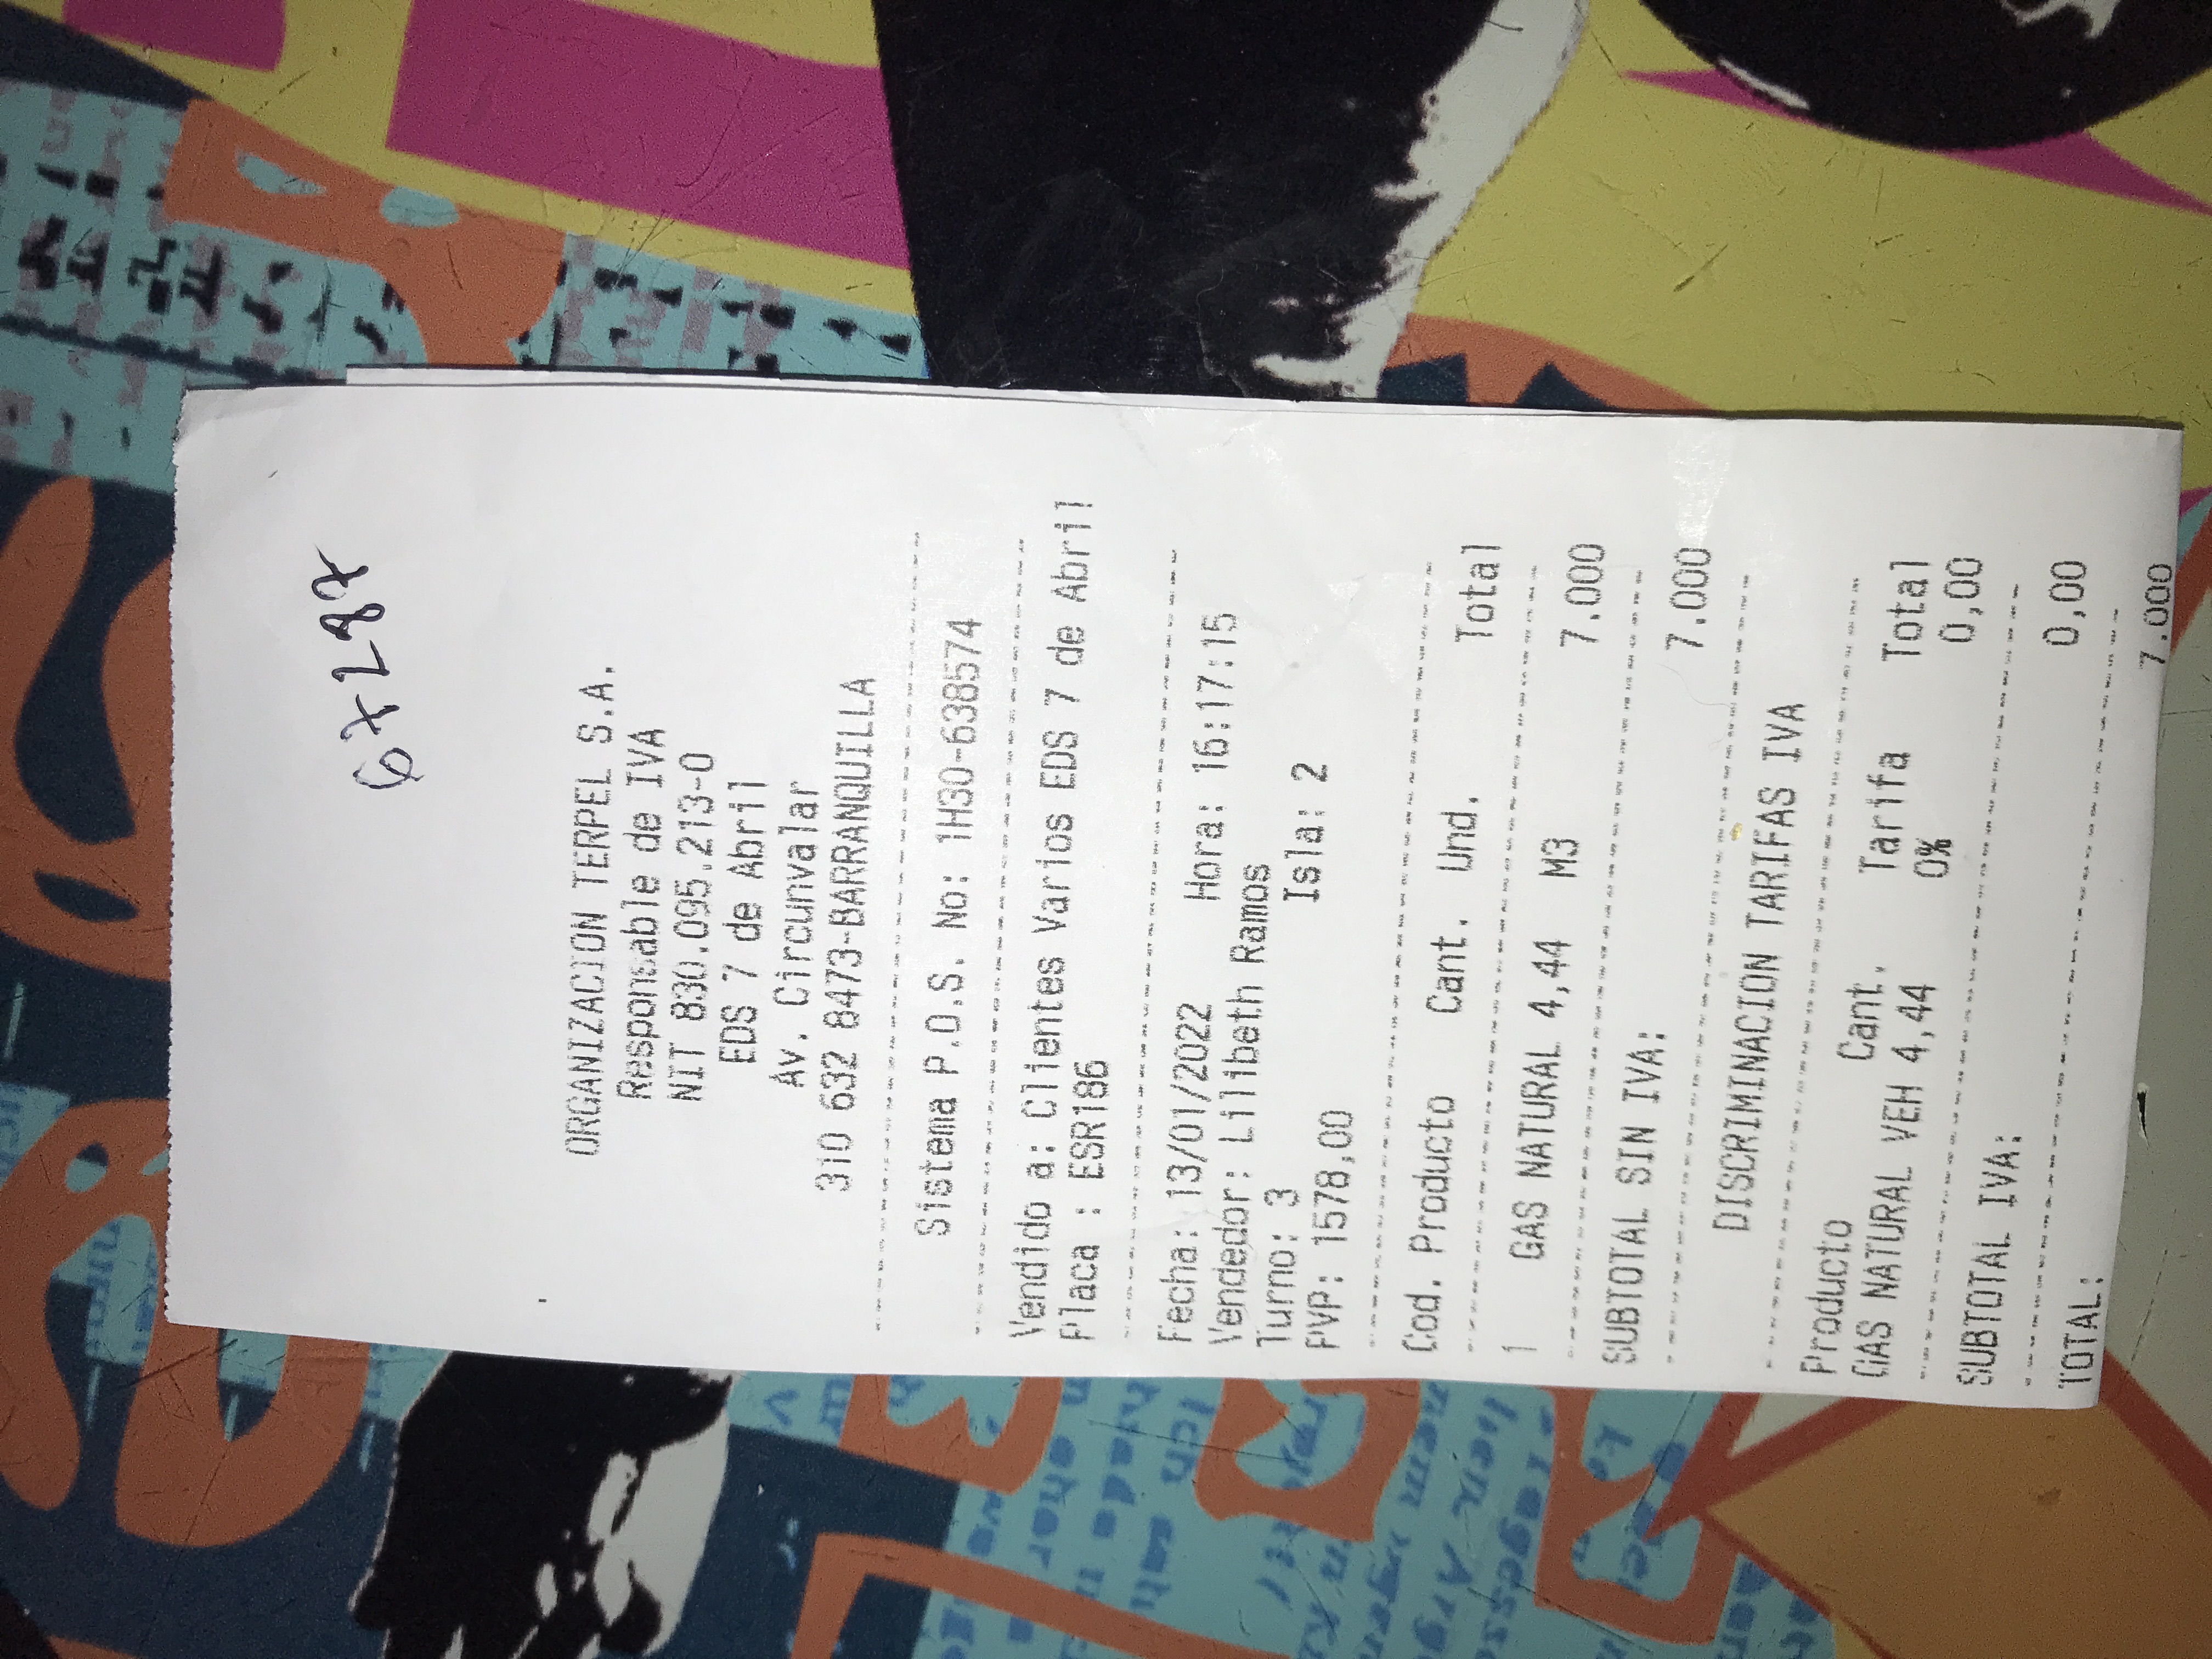 ORGANIZACION TERPEL S.A.
Responsable de IVA
NIT 830.095.213-0
EDS 7 de Abril
Av. Circunvalar
310 632 8473-BARRANQUILLA
Sistema P.O.S. No: 1H30-638574
Vendido a: Clientes Varios EDS 7 de Abril
Placa : ESR186
Fecha: 13/01/2022 Hora: 16:17:15
Vendedor: Lilibeth Ramos
Turno: 3 Isla: 2
PVP: 1578,00
Cod. Producto Cant. Und. Total
1 GAS NATURAL 4,44 M3 7.000
SUBTOTAL SIN IVA: 7.000
DISCRIMINACION TARIFAS IVA
Producto Cant. Tarifa Total
GAS NATURAL VEH 4,44 0% 0,00
SUBTOTAL IVA: 0,00
TOTAL: 7.000